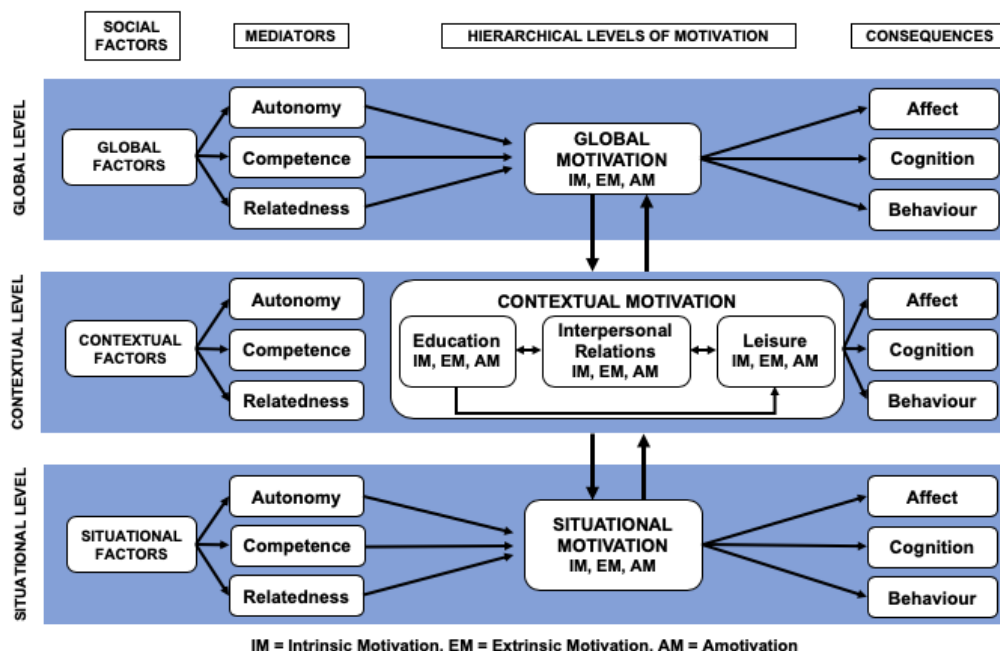 SOCIAL
FACTORS
MEDIATORS
HIERARCHICAL LEVELS OF MOTIVATION
CONSEQUENCES
GLOBAL LEVEL
GLOBAL
FACTORS
Autonomy
Competence
Relatedness
GLOBAL
MOTIVATION
IM, EM, AM
Affect
Cognition
Behaviour
CONTEXTUAL LEVEL
CONTEXTUAL
FACTORS
Autonomy
Competence
Relatedness
CONTEXTUAL MOTIVATION
Education
IM, EM, AM
Interpersonal
Relations
IM, EM, AM
Leisure
IM, EM, AM
Affect
Cognition
Behaviour
SITUATIONAL LEVEL
SITUATIONAL
FACTORS
Autonomy
Competence
Relatedness
SITUATIONAL
MOTIVATION
IM, EM, AM
Affect
Cognition
Behaviour
IM = Intrinsic Motivation, EM = Extrinsic Motivation, AM = Amotivation